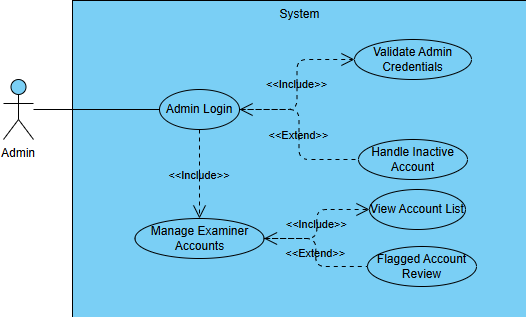 System
Validate Admin
Credentials
<<Include>>
Admin Login
<<Extend>>
Admin
Handle Inactive
Account
<<Include>>
View Account List
<<Include>>
Manage Examiner
Accounts
<<Extend>>
Flagged Account
Review